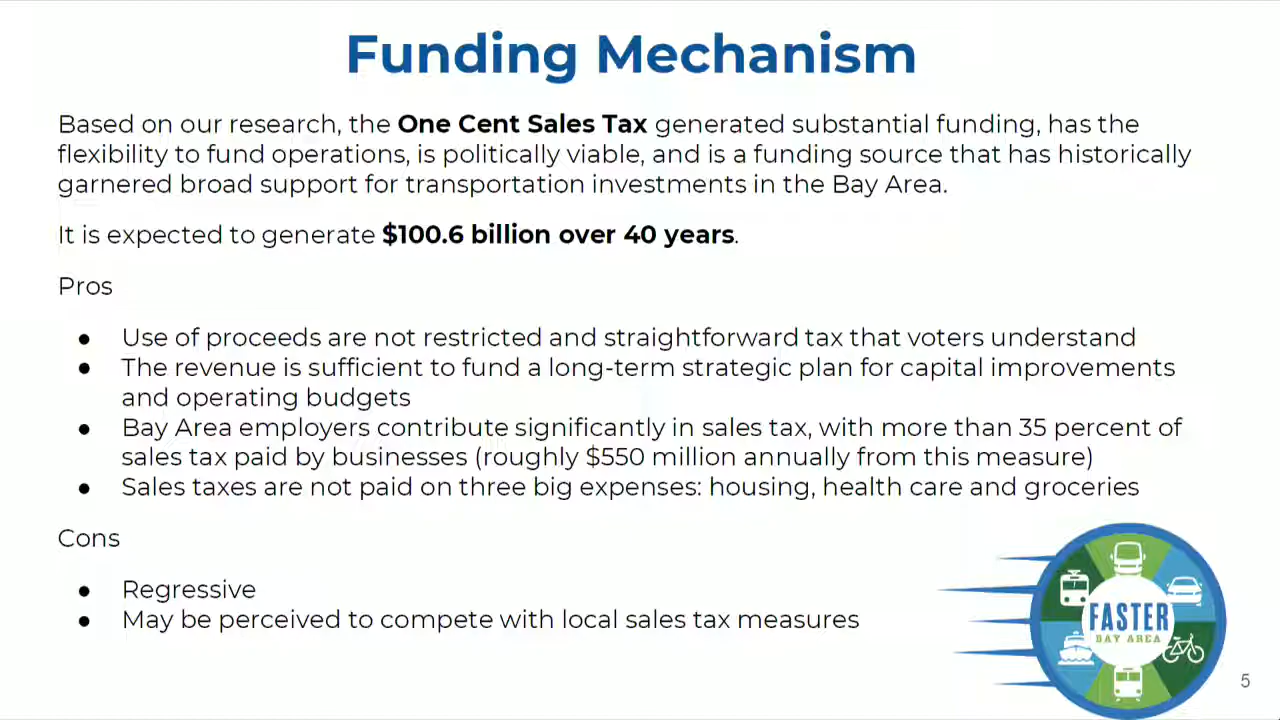 Funding Mechanism
Based on our research, the One Cent Sales Tax generated substantial funding, has the
flexibility to fund operations, is politically viable, and is a funding source that has historically
garnered broad support for transportation investments in the Bay Area.
It is expected to generate $100.6 billion over 40 years.
Pros
● Use of proceeds are not restricted and straightforward tax that voters understand
● The revenue is sufficient to fund a long-term strategic plan for capital improvements
and operating budgets
● Bay Area employers contribute significantly in sales tax, with more than 35 percent of
sales tax paid by businesses (roughly $550 million annually from this measure)
● Sales taxes are not paid on three big expenses: housing, health care and groceries
Cons
● Regressive
● May be perceived to compete with local sales tax measures
FASTER
BAY AREA
5